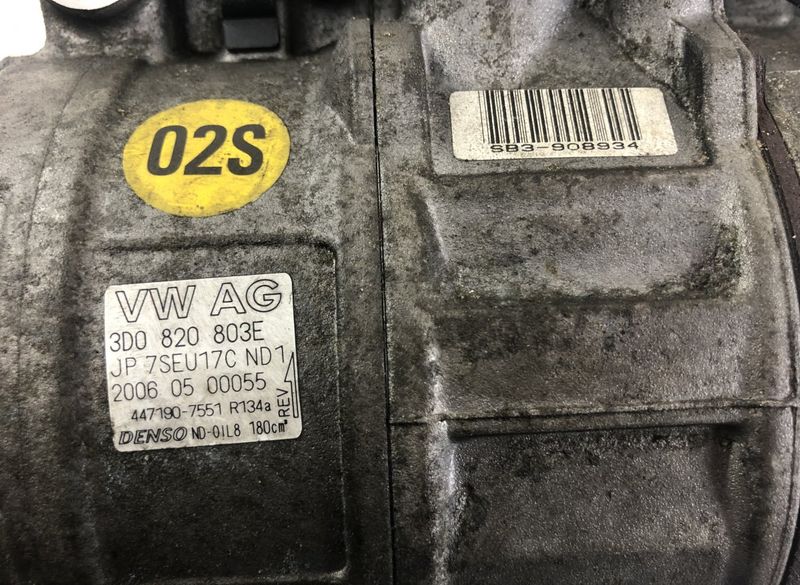 02S
SB3-908934
VW AG
3D0 820 803E
JP 7SEU17C ND1
2006 05 00055
447190-7551 R134a
REV
DENSO ND-OIL8 180cm³